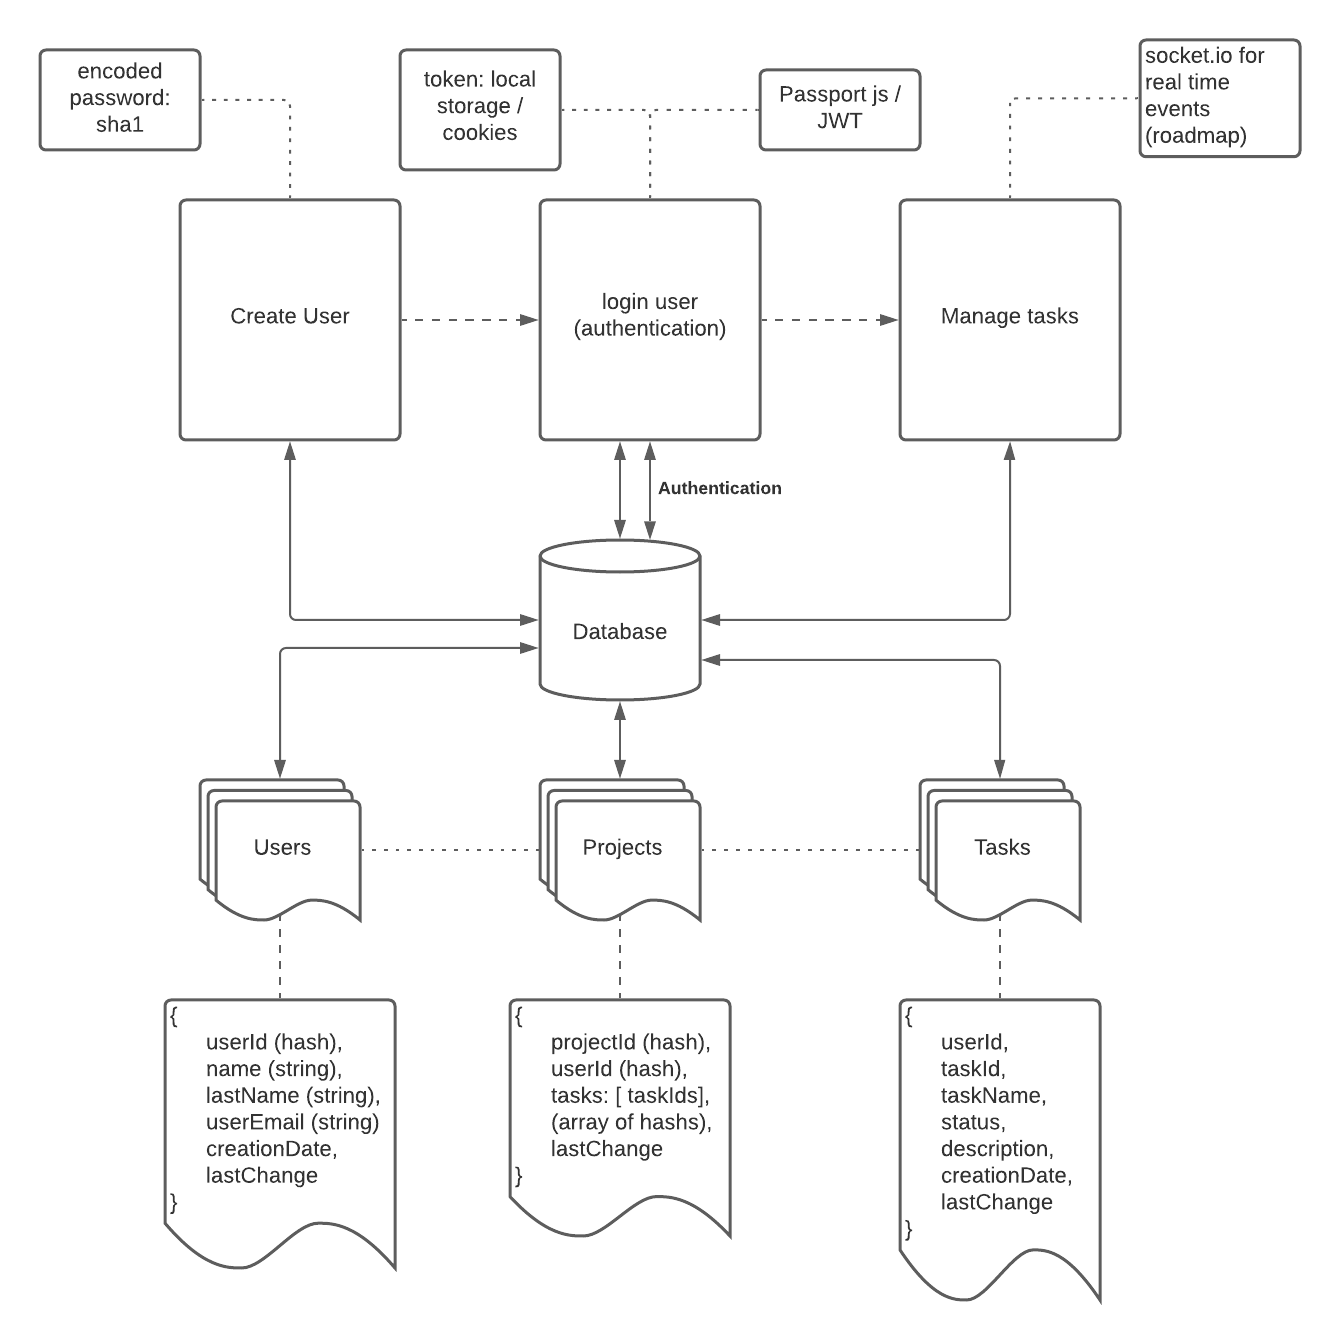 encoded
password:
sha1
token: local
storage /
cookies
Passport js /
JWT
socket.io for
real time
events
(roadmap)
Create User
login user
(authentication)
Manage tasks
Authentication
Database
Users
Projects
Tasks
{
userId (hash),
name (string),
lastName (string),
userEmail (string)
creationDate,
lastChange
}
{
projectId (hash),
userId (hash),
tasks: [ taskIds],
(array of hashs),
lastChange
}
{
userId,
taskId,
taskName,
status,
description,
creationDate,
lastChange
}